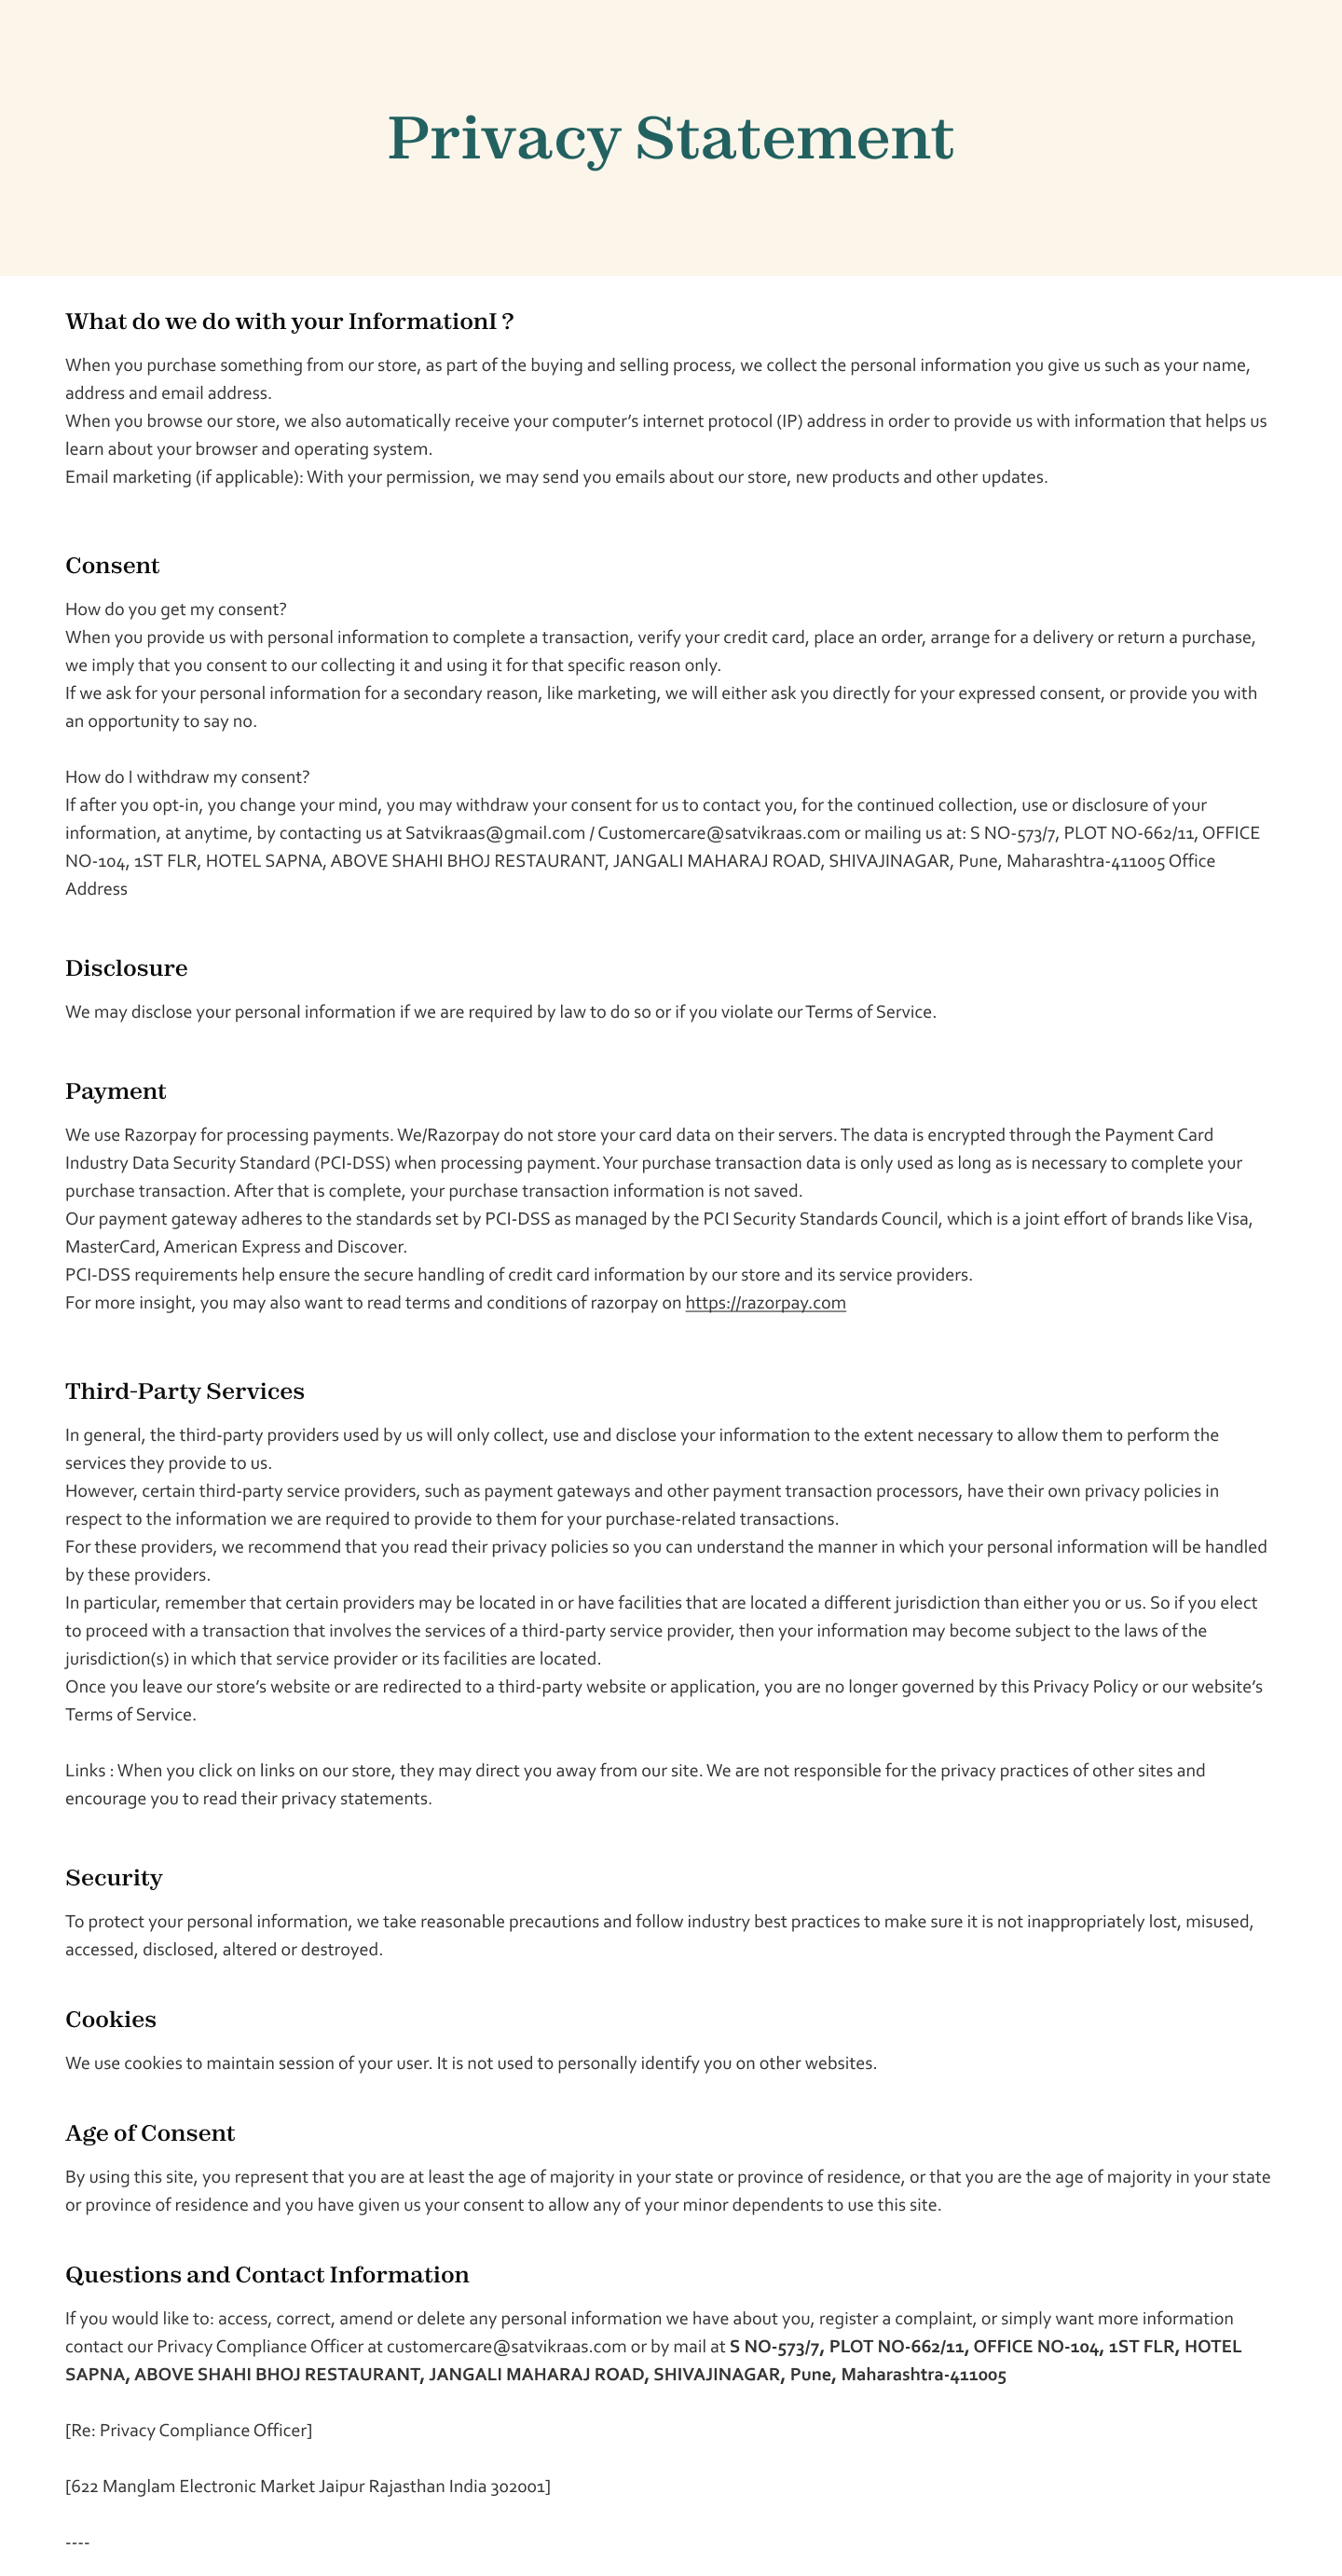 Privacy Statement
What do we do with your InformationI ?
When you purchase something from our store, as part of the buying and selling process, we collect the personal information you give us such as your name,
address and email address.
When you browse our store, we also automatically receive your computer’s internet protocol (IP) address in order to provide us with information that helps us
learn about your browser and operating system.
Email marketing (if applicable): With your permission, we may send you emails about our store, new products and other updates.
Consent
How do you get my consent?
When you provide us with personal information to complete a transaction, verify your credit card, place an order, arrange for a delivery or return a purchase,
we imply that you consent to our collecting it and using it for that specific reason only.
If we ask for your personal information for a secondary reason, like marketing, we will either ask you directly for your expressed consent, or provide you with
an opportunity to say no.
How do I withdraw my consent?
If after you opt-in, you change your mind, you may withdraw your consent for us to contact you, for the continued collection, use or disclosure of your
information, at anytime, by contacting us at Satvikraas@gmail.com / Customercare@satvikraas.com or mailing us at: S NO-573/7, PLOT NO-662/11, OFFICE
NO-104, 1ST FLR, HOTEL SAPNA, ABOVE SHAHI BHOJ RESTAURANT, JANGALI MAHARAJ ROAD, SHIVAJINAGAR, Pune, Maharashtra-411005 Office
Address
Disclosure
We may disclose your personal information if we are required by law to do so or if you violate our Terms of Service.
Payment
We use Razorpay for processing payments. We/Razorpay do not store your card data on their servers. The data is encrypted through the Payment Card
Industry Data Security Standard (PCI-DSS) when processing payment. Your purchase transaction data is only used as long as is necessary to complete your
purchase transaction. After that is complete, your purchase transaction information is not saved.
Our payment gateway adheres to the standards set by PCI-DSS as managed by the PCI Security Standards Council, which is a joint effort of brands like Visa,
MasterCard, American Express and Discover.
PCI-DSS requirements help ensure the secure handling of credit card information by our store and its service providers.
For more insight, you may also want to read terms and conditions of razorpay on https://razorpay.com
Third-Party Services
In general, the third-party providers used by us will only collect, use and disclose your information to the extent necessary to allow them to perform the
services they provide to us.
However, certain third-party service providers, such as payment gateways and other payment transaction processors, have their own privacy policies in
respect to the information we are required to provide to them for your purchase-related transactions.
For these providers, we recommend that you read their privacy policies so you can understand the manner in which your personal information will be handled
by these providers.
In particular, remember that certain providers may be located in or have facilities that are located a different jurisdiction than either you or us. So if you elect
to proceed with a transaction that involves the services of a third-party service provider, then your information may become subject to the laws of the
jurisdiction(s) in which that service provider or its facilities are located.
Once you leave our store’s website or are redirected to a third-party website or application, you are no longer governed by this Privacy Policy or our website’s
Terms of Service.
Links : When you click on links on our store, they may direct you away from our site. We are not responsible for the privacy practices of other sites and
encourage you to read their privacy statements.
Security
To protect your personal information, we take reasonable precautions and follow industry best practices to make sure it is not inappropriately lost, misused,
accessed, disclosed, altered or destroyed.
Cookies
We use cookies to maintain session of your user. It is not used to personally identify you on other websites.
Age of Consent
By using this site, you represent that you are at least the age of majority in your state or province of residence, or that you are the age of majority in your state
or province of residence and you have given us your consent to allow any of your minor dependents to use this site.
Questions and Contact Information
If you would like to: access, correct, amend or delete any personal information we have about you, register a complaint, or simply want more information
contact our Privacy Compliance Officer at customercare@satvikraas.com or by mail at S NO-573/7, PLOT NO-662/11, OFFICE NO-104, 1ST FLR, HOTEL
SAPNA, ABOVE SHAHI BHOJ RESTAURANT, JANGALI MAHARAJ ROAD, SHIVAJINAGAR, Pune, Maharashtra-411005
[Re: Privacy Compliance Officer]
[622 Manglam Electronic Market Jaipur Rajasthan India 302001]
----